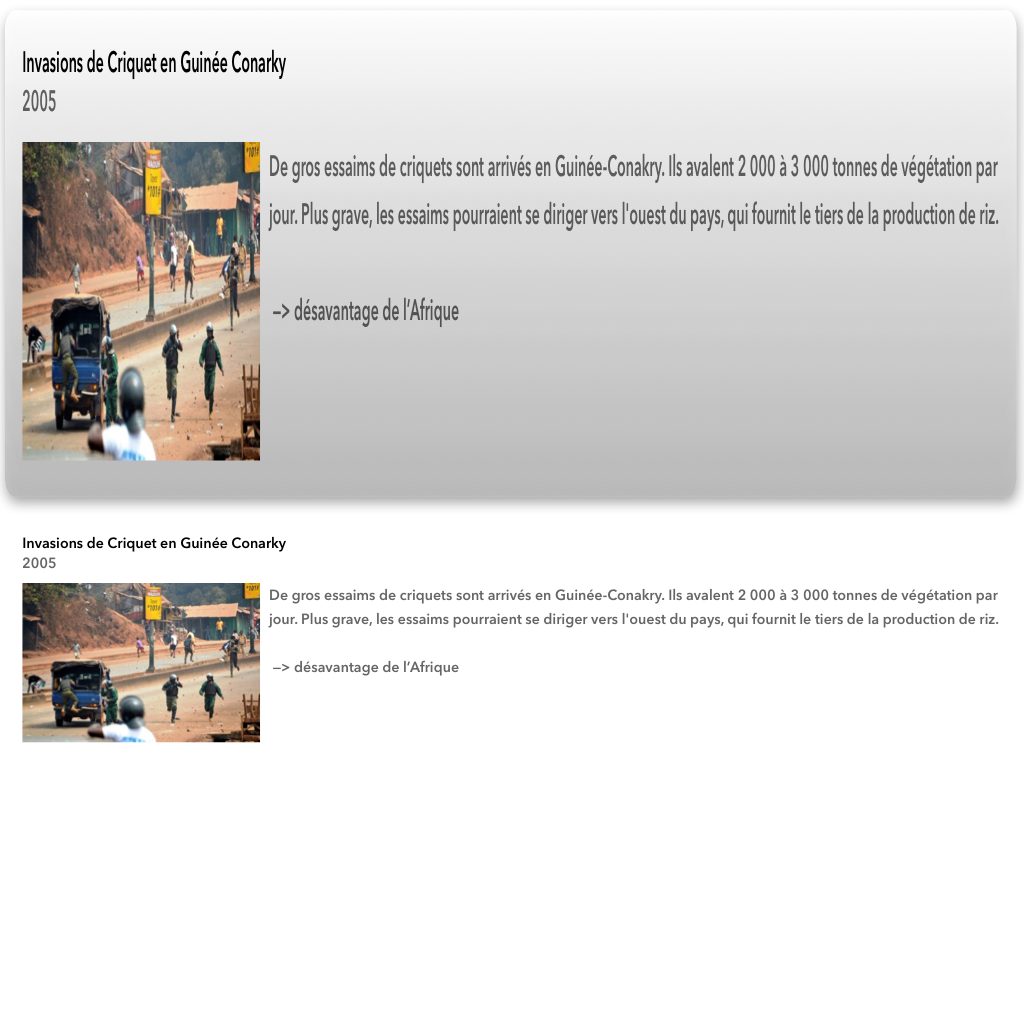 Invasions de Criquet en Guinée Conarky
2005
*101#
*101#
De gros essaims de criquets sont arrivés en Guinée-Conakry. Ils avalent 2 000 à 3 000 tonnes de végétation par
jour. Plus grave, les essaims pourraient se diriger vers l'ouest du pays, qui fournit le tiers de la production de riz.
–> désavantage de l’Afrique
Invasions de Criquet en Guinée Conarky
2005
*101#
*101#
De gros essaims de criquets sont arrivés en Guinée-Conakry. Ils avalent 2 000 à 3 000 tonnes de végétation par
jour. Plus grave, les essaims pourraient se diriger vers l'ouest du pays, qui fournit le tiers de la production de riz.
–> désavantage de l’Afrique